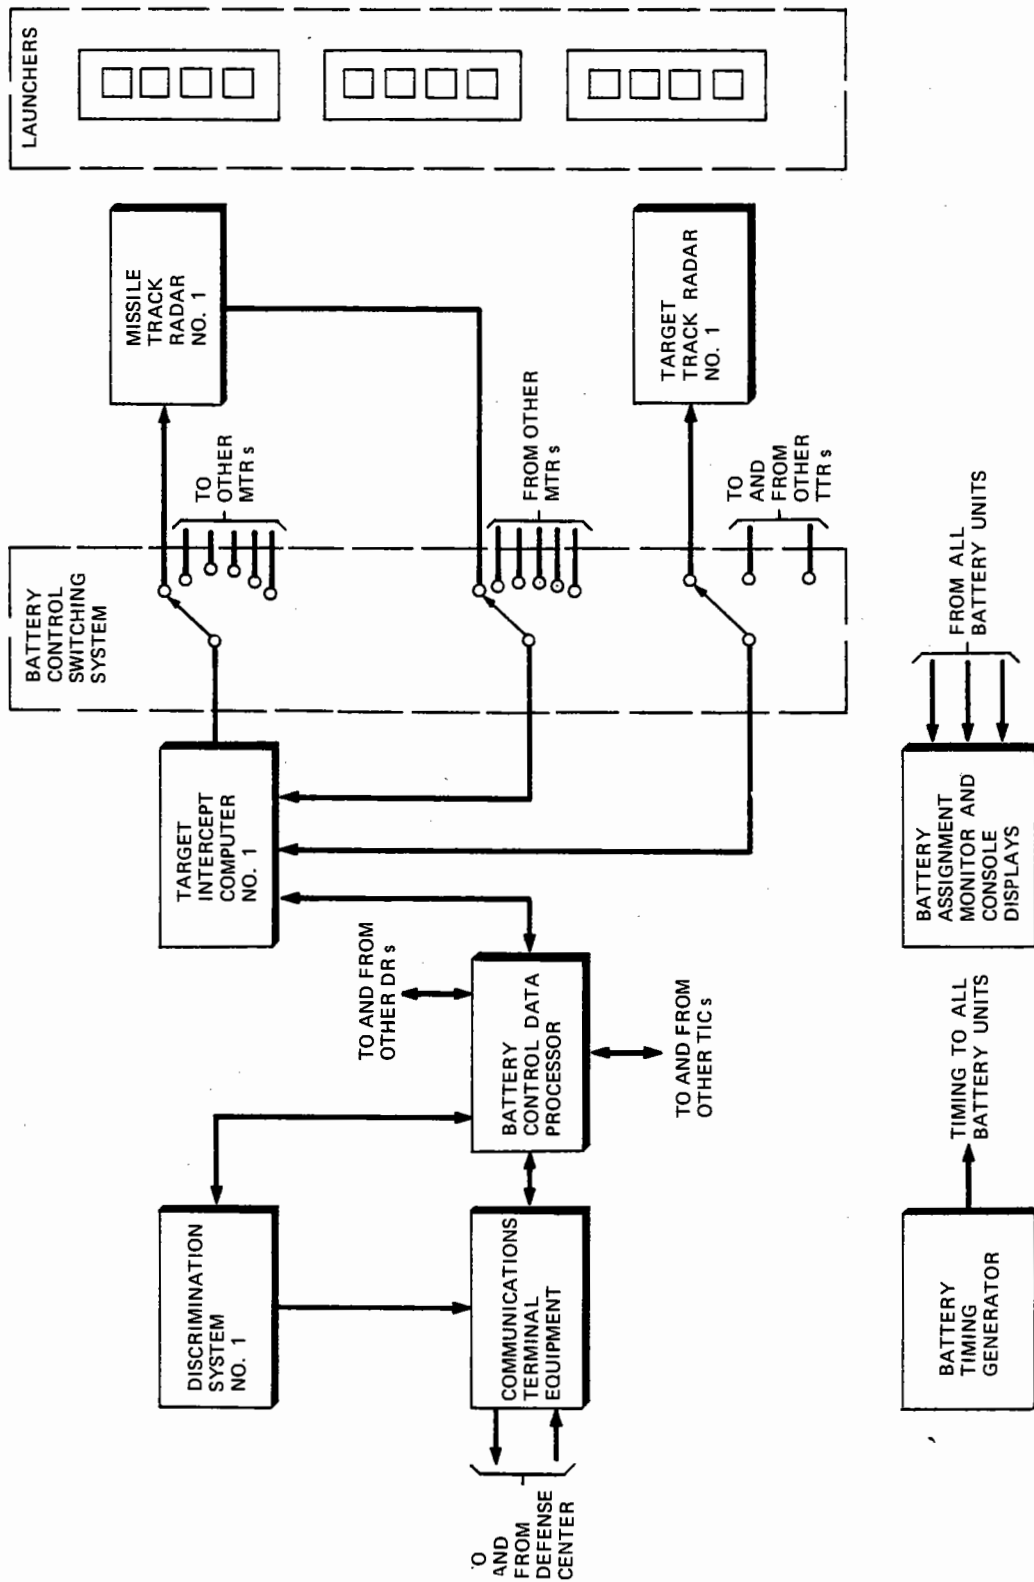 LAUNCHERS
MISSILE
TRACK
RADAR
NO. 1
TARGET
TRACK RADAR
NO. 1
TO
OTHER
MTR s
FROM OTHER
MTR s
TO
AND
FROM
OTHER
TTR s
BATTERY
CONTROL
SWITCHING
SYSTEM
TARGET
INTERCEPT
COMPUTER
NO. 1
TO AND FROM
OTHER DR s
BATTERY
CONTROL DATA
PROCESSOR
TO AND FROM
OTHER TIC s
DISCRIMINATION
SYSTEM
NO. 1
COMMUNICATIONS
TERMINAL
EQUIPMENT
'O
AND
FROM
DEFENSE
CENTER
BATTERY
TIMING
GENERATOR
TIMING TO ALL
BATTERY UNITS
BATTERY
ASSIGNMENT
MONITOR AND
CONSOLE
DISPLAYS
FROM ALL
BATTERY UNITS